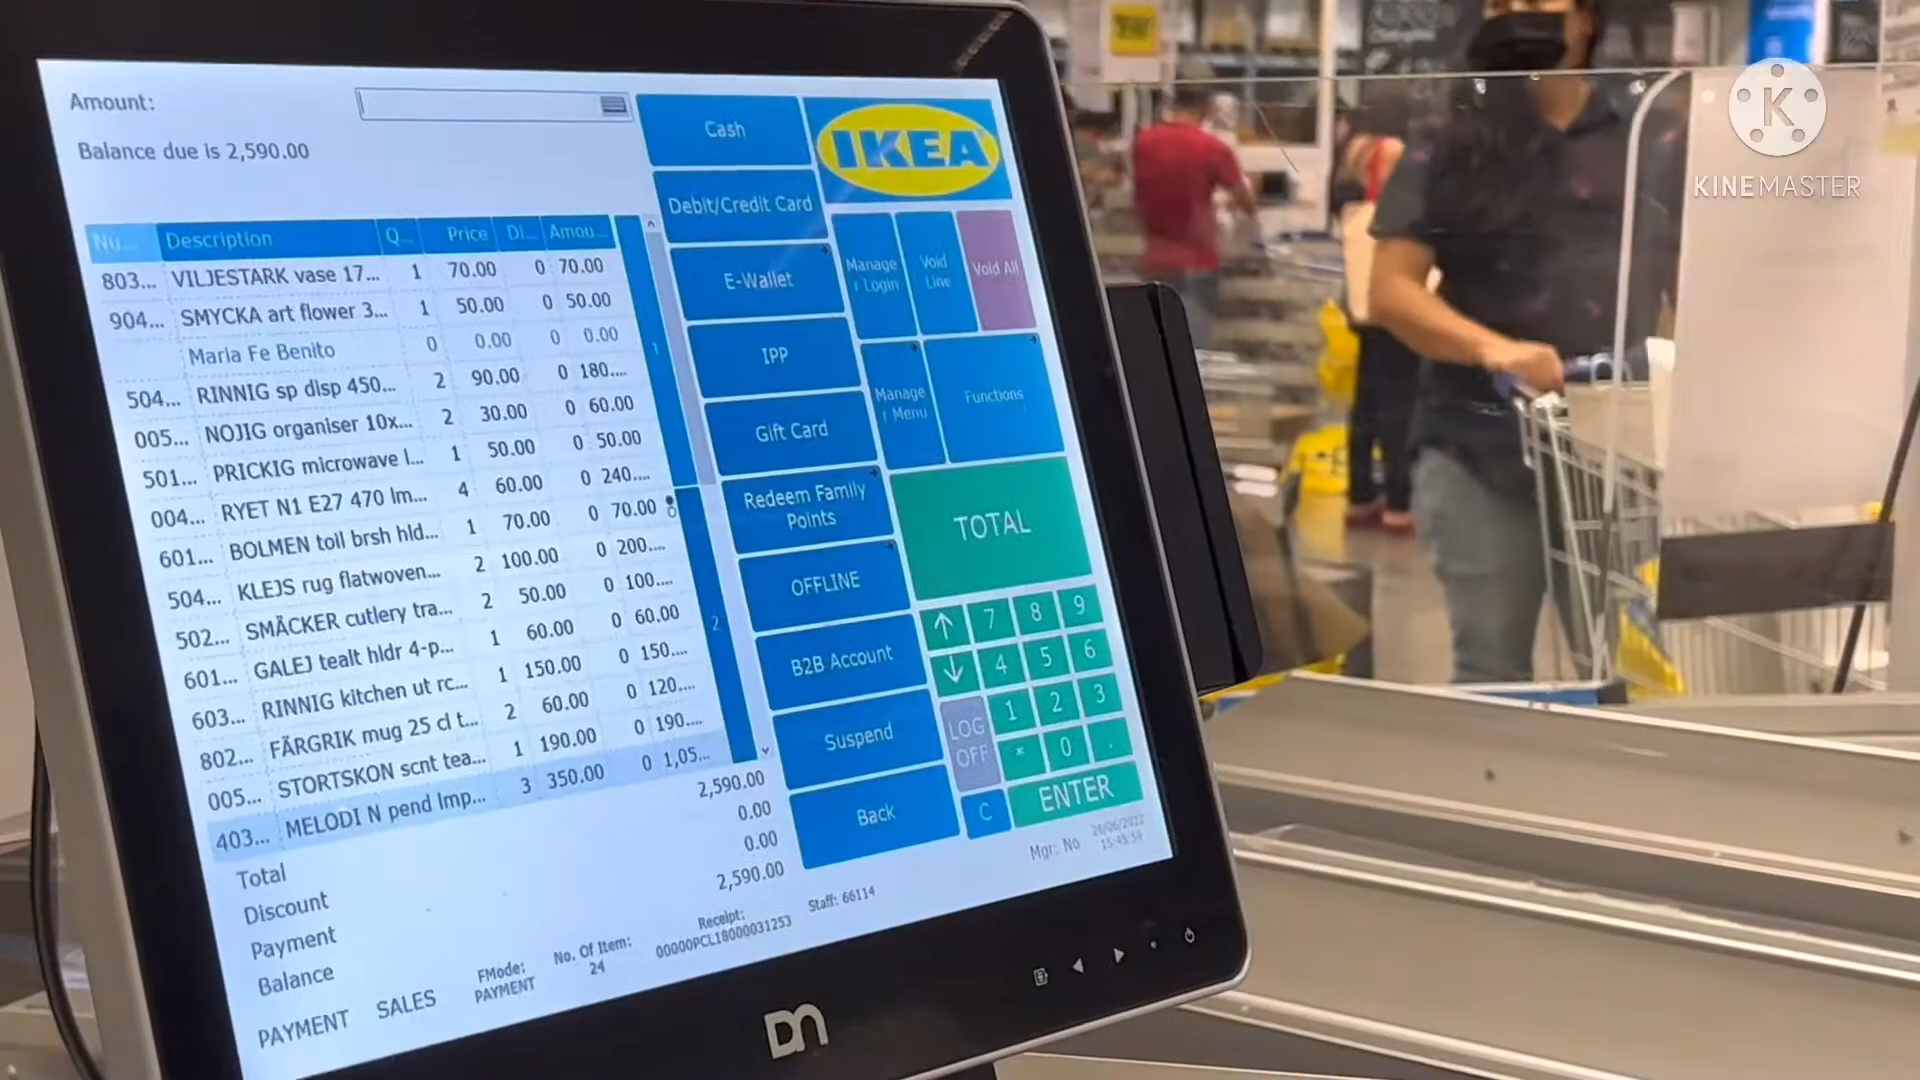 Amount:
Balance due is 2,590.00
Nu... Description Q... Price Di... Amou...
803... VILJESTARK vase 17... 1 70.00 0 70.00
904... SMYCKA art flower 3... 1 50.00 0 50.00
Maria Fe Benito 0 0.00 0 0.00
504... RINNIG sp disp 450... 2 90.00 0 180....
005... NOJIG organiser 10x... 2 30.00 0 60.00
501... PRICKIG microwave l... 1 50.00 0 50.00
004... RYET N1 E27 470 lm... 4 60.00 0 240....
601... BOLMEN toil brsh hld... 1 70.00 0 70.00
504... KLEJS rug flatwoven... 2 100.00 0 200....
502... SMÄCKER cutlery tra... 2 50.00 0 100....
601... GALEJ tealt hldr 4-p... 1 60.00 0 60.00
603... RINNIG kitchen ut rc... 1 150.00 0 150....
802... FÄRGRIK mug 25 cl t... 2 60.00 0 120....
005... STORTSKON scnt tea... 1 190.00 0 190....
403... MELODI N pend lmp... 3 350.00 0 1,05...
1
2
Total 2,590.00
Discount 0.00
Payment 0.00
Balance 2,590.00
PAYMENT SALES
FMode:
PAYMENT
No. Of Item:
24
Receipt:
00000PCL18000031253
Staff: 66114
Cash
Debit/Credit Card
E-Wallet
IPP
Gift Card
Redeem Family
Points
OFFLINE
B2B Account
Suspend
Back
IKEA
Manage
r Login
Void
Line
Void All
Manage
r Menu
Functions
TOTAL
7 8 9
4 5 6
1 2 3
* 0 .
LOG
OFF
C
ENTER
Mgr: No
15:45:59
DN
K
KINEMASTER